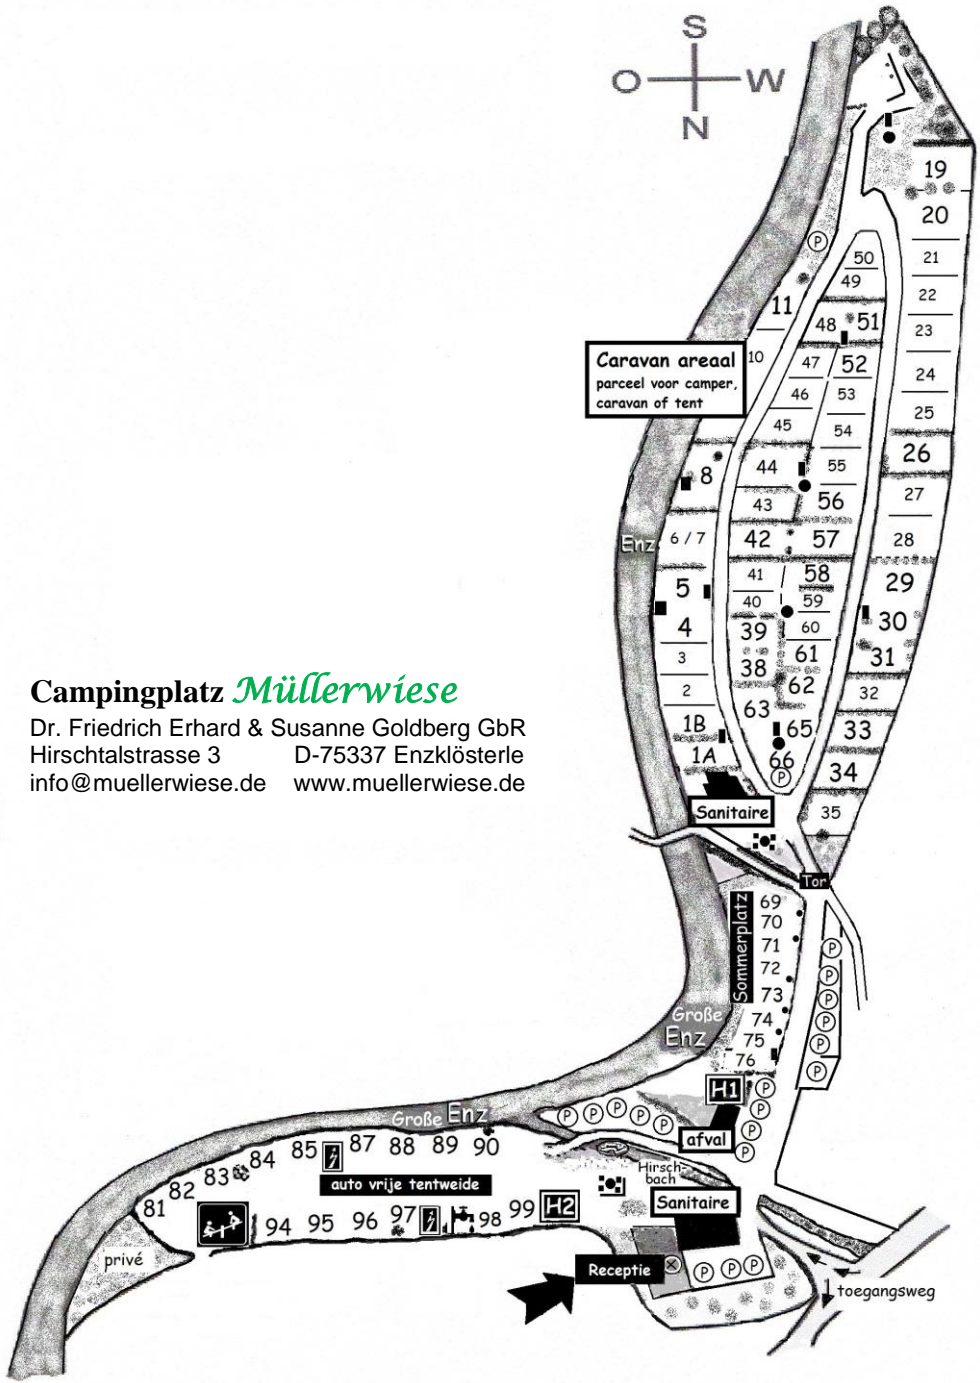 S
O W
N
19
20
P
50
21
49
22
11
48 51
23
10
47 52
24
Caravan areaal
parceel voor camper,
caravan of tent
46 53
25
45 54
26
44 55
8
27
43 56
Enz
6 / 7
42 57
28
41 58
29
5
40 59
4
39 60
30
3
38 61
31
2
62
32
63
1B
65
33
1A
66
P
34
Sanitaire
35
Tor
Campingplatz Müllerwiese
Dr. Friedrich Erhard & Susanne Goldberg GbR
Hirschtalstrasse 3 D-75337 Enzklösterle
info@muellerwiese.de www.muellerwiese.de
Sommerplatz
69
70
71
72
73
74
75
76
P
P
P
P
P
P
Große
Enz
H1
P
P
P
P
P P P P P
afval
Große Enz
81 82 83 84 85 87 88 89 90
auto vrije tentweide
Hirsch-
bach
Sanitaire
94 95 96 97 98 99 H2
privé
Receptie
P P P
toegangsweg